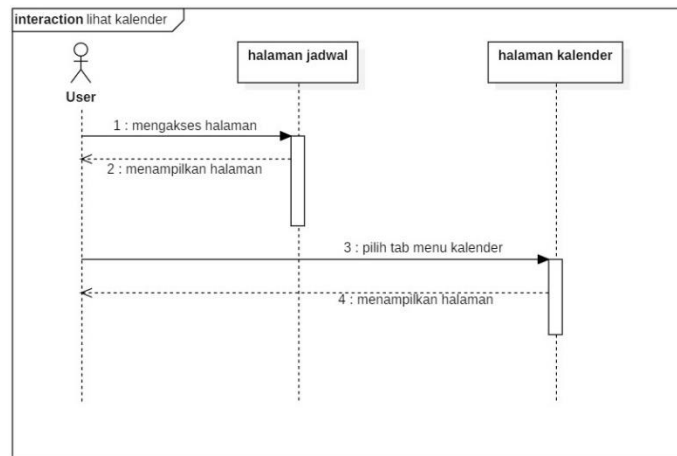 interaction lihat kalender
halaman jadwal
halaman kalender
User
1 : mengakses halaman
2 : menampilkan halaman
3 : pilih tab menu kalender
4 : menampilkan halaman